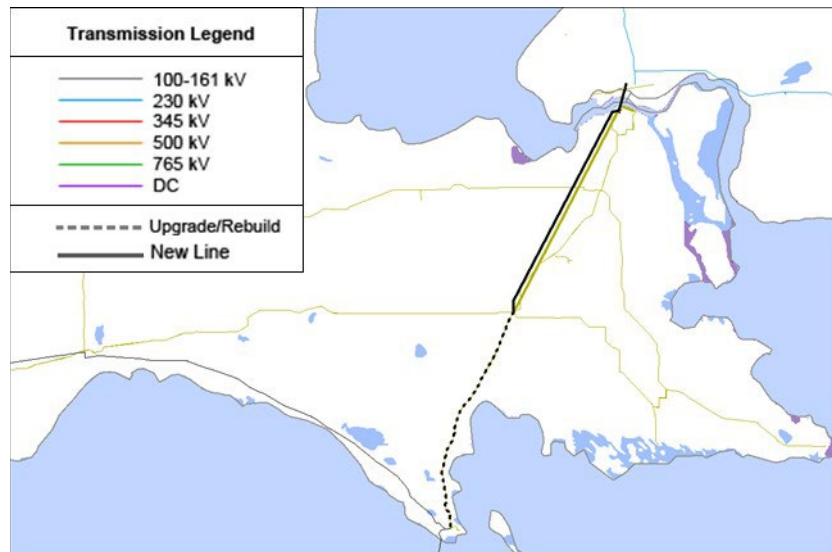 Transmission Legend
100-161 kV
230 kV
345 kV
500 kV
765 kV
DC
Upgrade/Rebuild
New Line